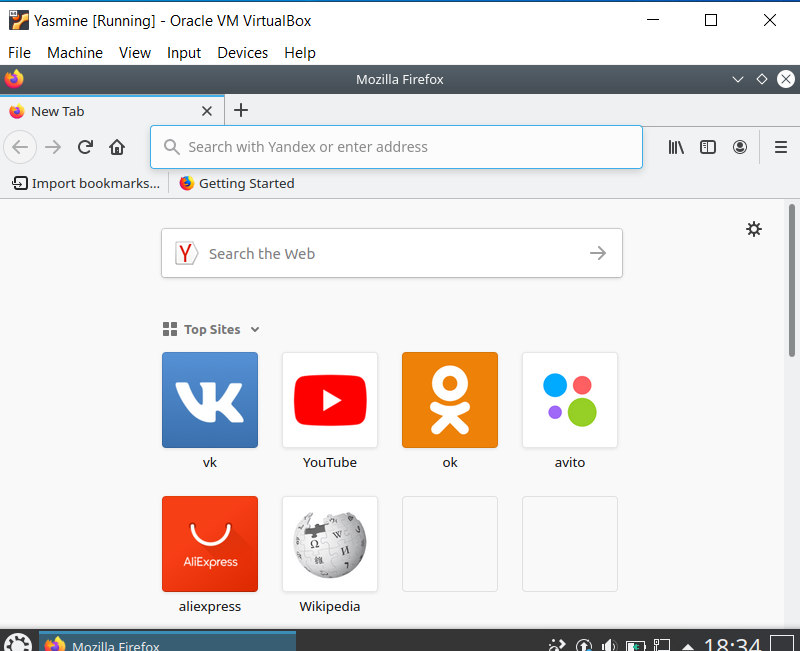 Yasmine [Running] - Oracle VM VirtualBox
File Machine View Input Devices Help
Mozilla Firefox
New Tab
Search with Yandex or enter address
Import bookmarks... Getting Started
Y Search the Web
Top Sites
vk YouTube ok avito
AliExpress
aliexpress Wikipedia
Mozilla Firefox 18:34